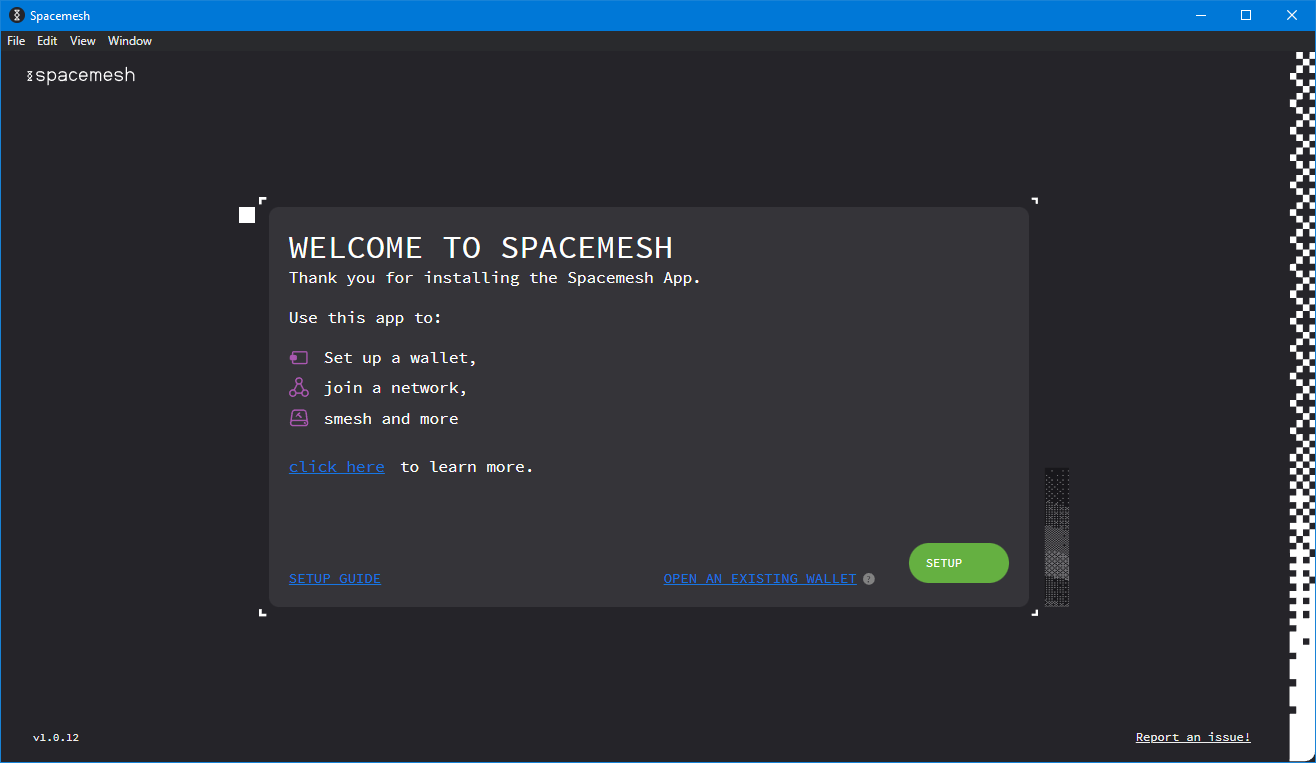 Spacemesh
File Edit View Window
spacemesh
WELCOME TO SPACEMESH
Thank you for installing the Spacemesh App.
Use this app to:
Set up a wallet,
join a network,
smesh and more
click here to learn more.
SETUP
SETUP GUIDE
OPEN AN EXISTING WALLET ?
v1.0.12
Report an issue!